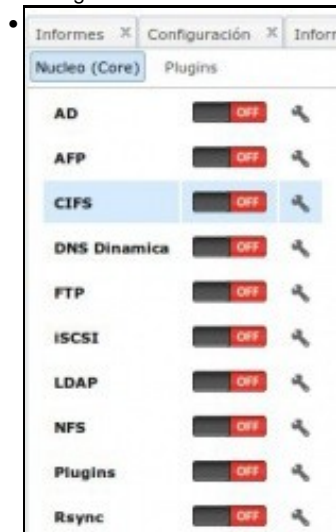 Informes X Configuración X Inform
Nucleo (Core) Plugins
AD OFF
AFP OFF
CIFS OFF
DNS Dinamica OFF
FTP OFF
iSCSI OFF
LDAP OFF
NFS OFF
Plugins OFF
Rsync OFF